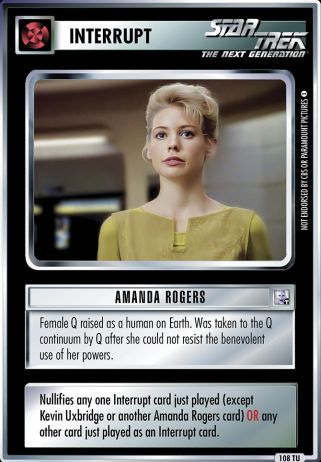 INTERRUPT
STAR TREK
THE NEXT GENERATION
NOT ENDORSED BY CBS OR PARAMOUNT PICTURES
AMANDA ROGERS
Female Q raised as a human on Earth. Was taken to the Q
continuum by Q after she could not resist the benevolent
use of her powers.
Nullifies any one Interrupt card just played (except
Kevin Uxbridge or another Amanda Rogers card) OR any
other card just played as an Interrupt card.
108 TU